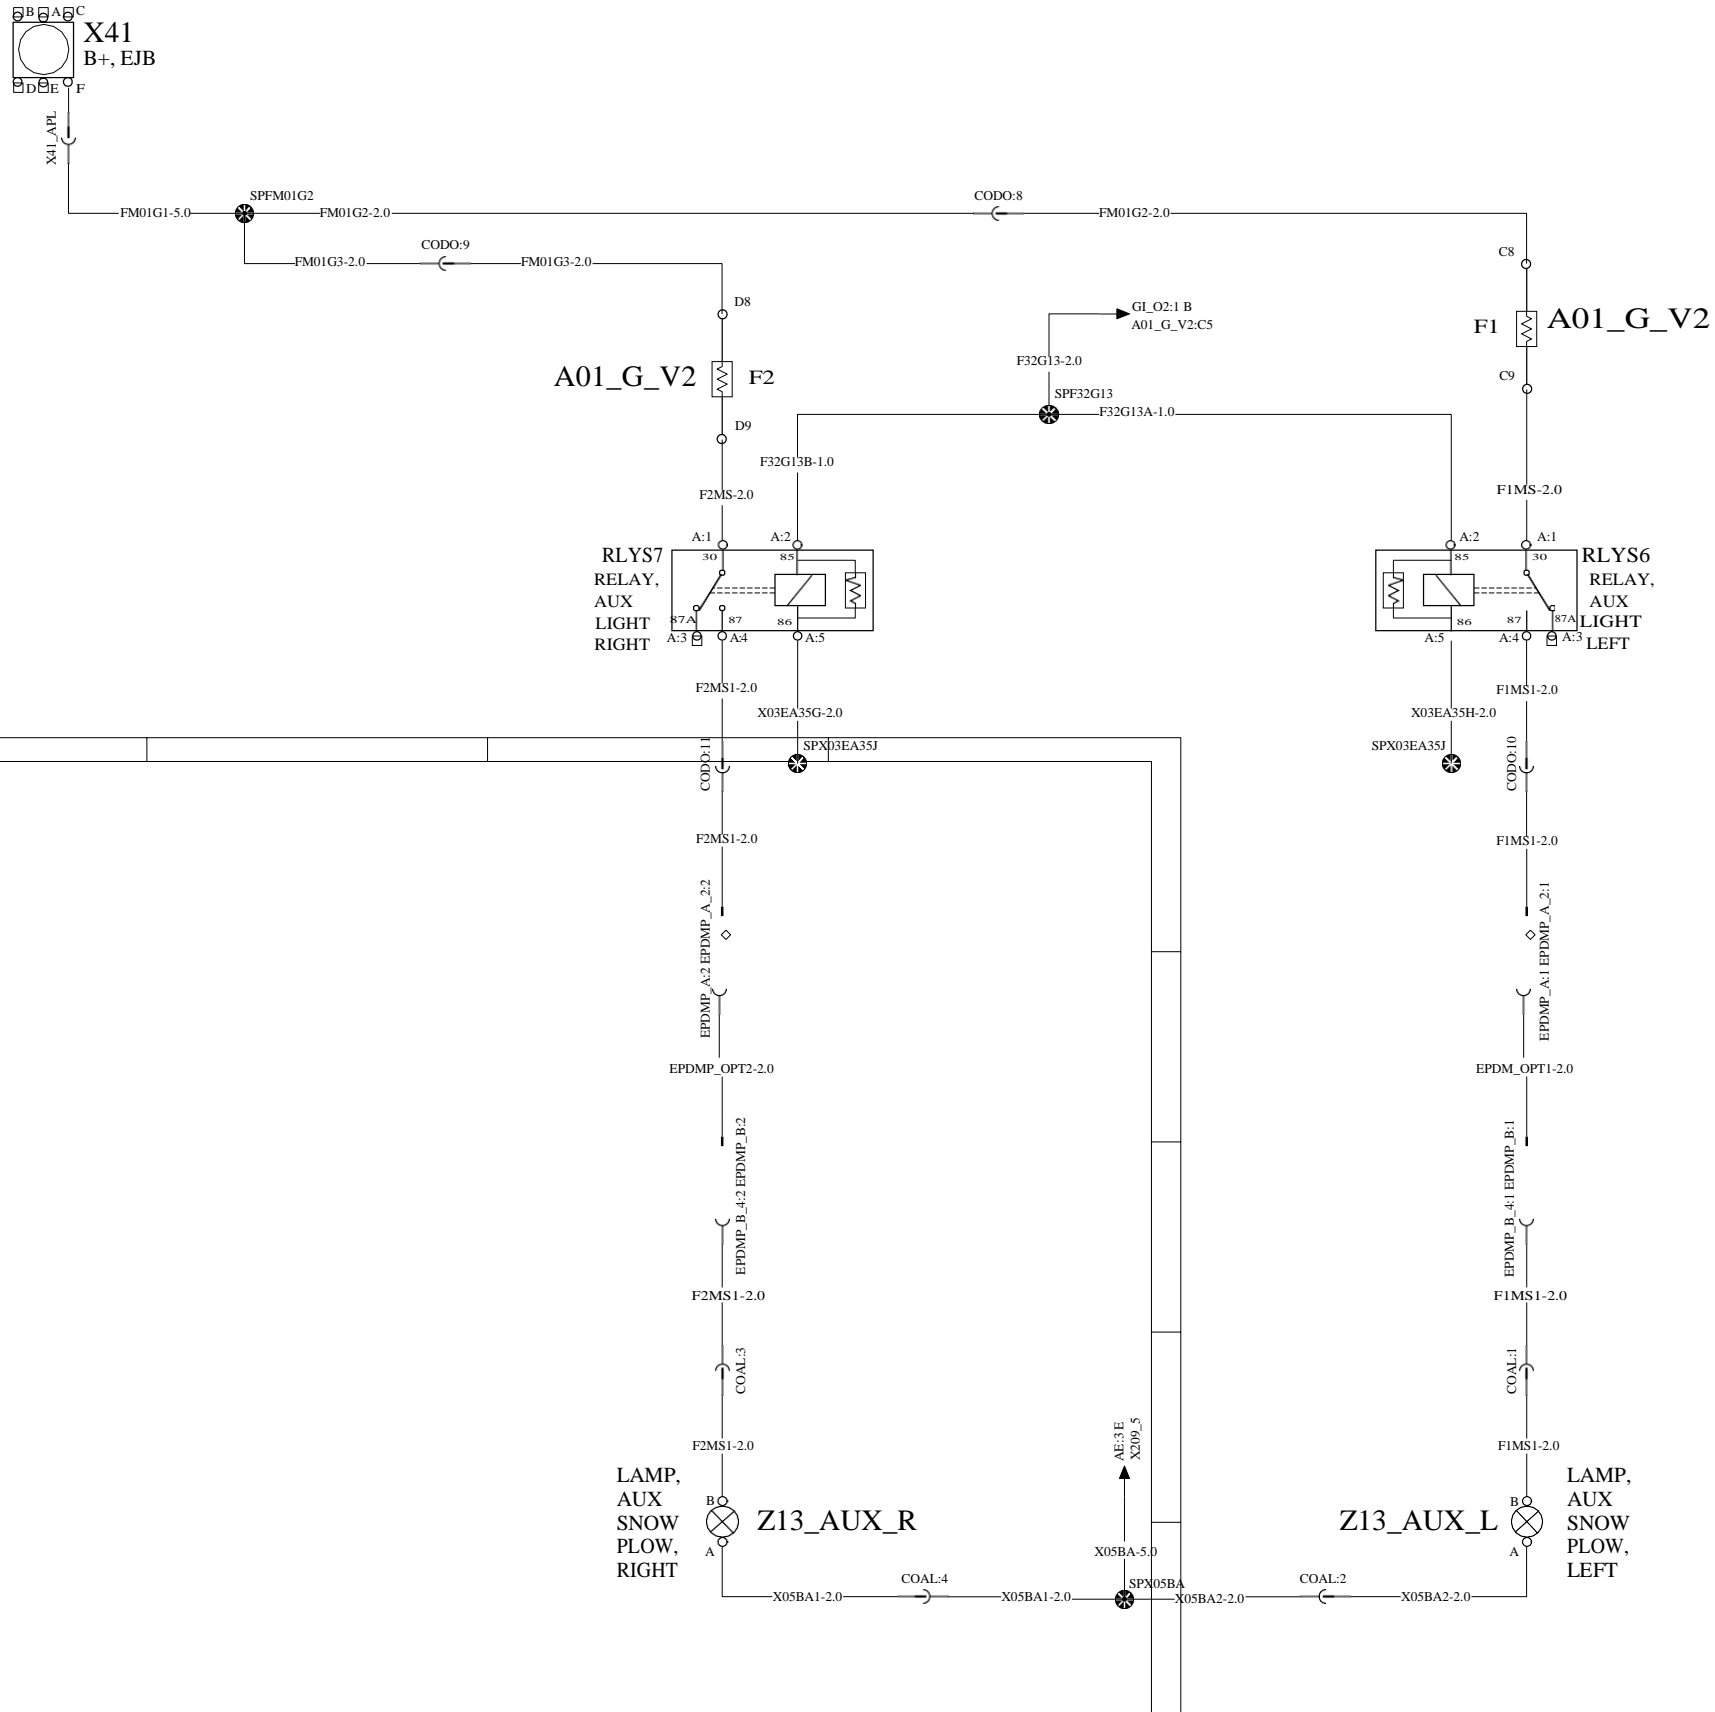 B A C
X41
B+, EJB
D E F
X41_APL
SPFM01G2
FM01G1-5.0
FM01G2-2.0
CODO:8
FM01G2-2.0
CODO:9
FM01G3-2.0
FM01G3-2.0
C8
D8
GI_O2:1 B
A01_G_V2:C5
F1
A01_G_V2
F32G13-2.0
A01_G_V2
F2
C9
SPF32G13
F32G13A-1.0
D9
F32G13B-1.0
F2MS-2.0
F1MS-2.0
A:1
A:2
RLYS7
RELAY,
AUX
LIGHT
RIGHT
30
85
87A
87
86
A:3
A:4
A:5
A:2
A:1
85
30
86
87
87A
A:5
A:4
A:3
RLYS6
RELAY,
AUX
LIGHT
LEFT
F2MS1-2.0
X03EA35G-2.0
F1MS1-2.0
X03EA35H-2.0
CODO:11
SPX03EA35J
SPX03EA35J
CODO:10
F2MS1-2.0
F1MS1-2.0
EPDMP_A:2 EPDMP_A_2:2
EPDMP_A:1 EPDMP_A_2:1
EPDMP_OPT2-2.0
EPDM_OPT1-2.0
EPDMP_B_4:2 EPDMP_B:2
EPDMP_B_4:1 EPDMP_B:1
F2MS1-2.0
F1MS1-2.0
COAL:3
COAL:1
F2MS1-2.0
F1MS1-2.0
AE:3 E
X209_5
LAMP,
AUX
SNOW
PLOW,
RIGHT
B
A
Z13_AUX_R
Z13_AUX_L
B
A
LAMP,
AUX
SNOW
PLOW,
LEFT
X05BA-5.0
COAL:4
SPX05BA
COAL:2
X05BA1-2.0
X05BA1-2.0
X05BA2-2.0
X05BA2-2.0